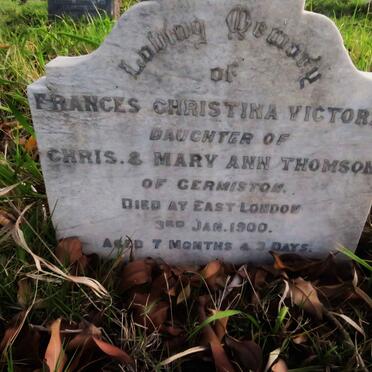 Loving Memory
of
FRANCES CHRISTINA VICTORI
DAUGHTER OF
CHRIS. & MARY ANN THOMSON
OF GERMISTON.
DIED AT EAST LONDON
3RD JAN. 1900.
AGED 7 MONTHS & 3 DAYS.